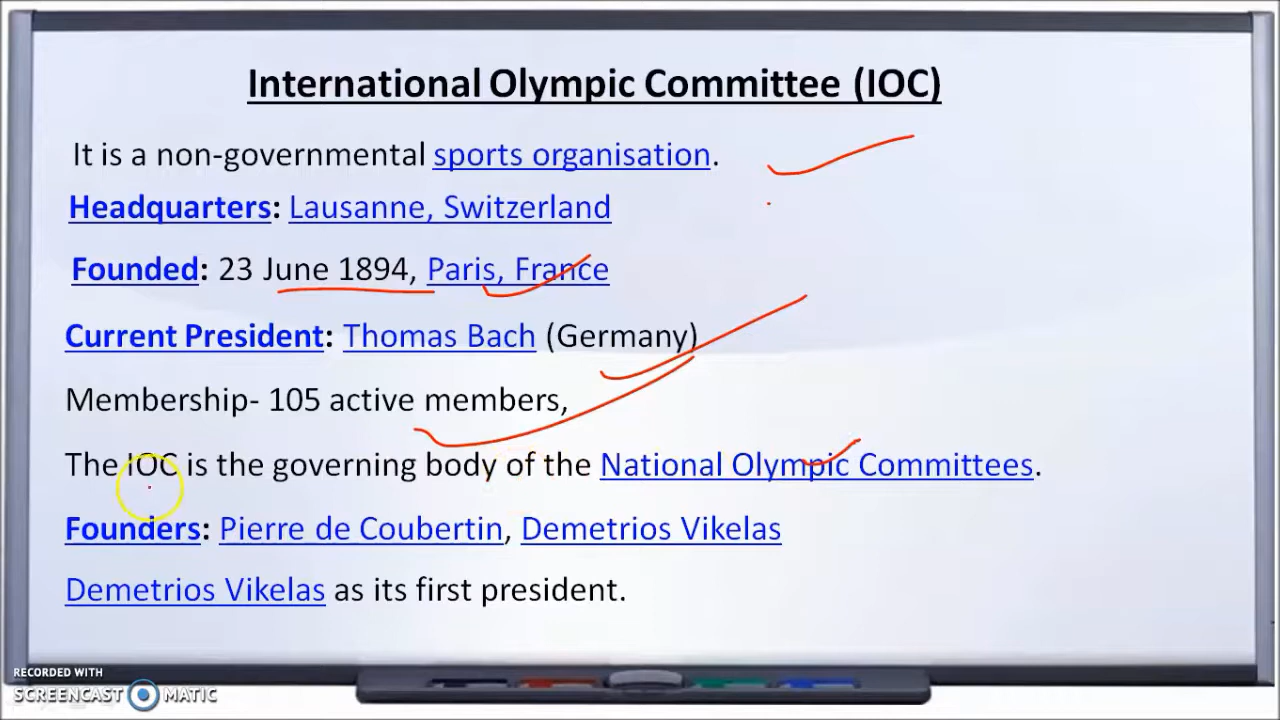 International Olympic Committee (IOC)
It is a non-governmental sports organisation.
Headquarters: Lausanne, Switzerland
Founded: 23 June 1894, Paris, France
Current President: Thomas Bach (Germany)
Membership- 105 active members,
The IOC is the governing body of the National Olympic Committees.
Founders: Pierre de Coubertin, Demetrios Vikelas
Demetrios Vikelas as its first president.
RECORDED WITH
SCREENCAST MATIC